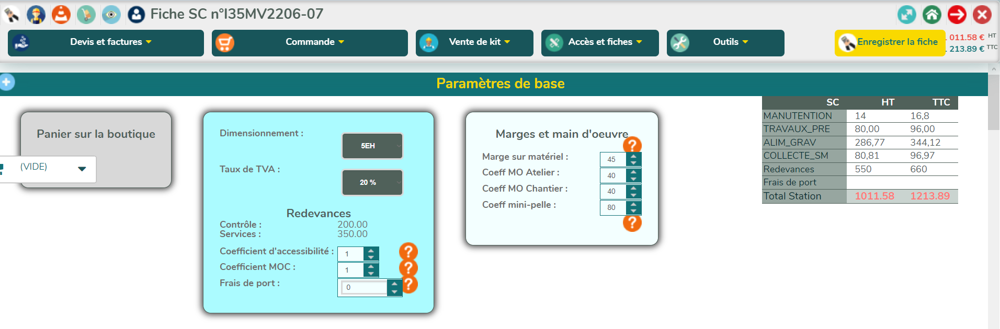 Fiche SC n°I35MV2206-07
Devis et factures
Commande
Vente de kit
Accès et fiches
Outils
Enregistrer la fiche
011.58 € HT
213.89 € TTC
Paramètres de base
Panier sur la boutique
(VIDE)
Dimensionnement :
5EH
Taux de TVA :
20 %
Redevances
Contrôle : 200.00
Services : 350.00
Coefficient d'accessibilité : 1 ?
Coefficient MOC : 1 ?
Frais de port : 0 ?
Marges et main d'oeuvre
?
Marge sur matériel : 45
Coeff MO Atelier : 40
Coeff MO Chantier : 40
Coeff mini-pelle : 80
?
SC HT TTC
MANUTENTION 14 16,8
TRAVAUX_PRE 80,00 96,00
ALIM_GRAV 286,77 344,12
COLLECTE_SM 80,81 96,97
Redevances 550 660
Frais de port
Total Station 1011.58 1213.89